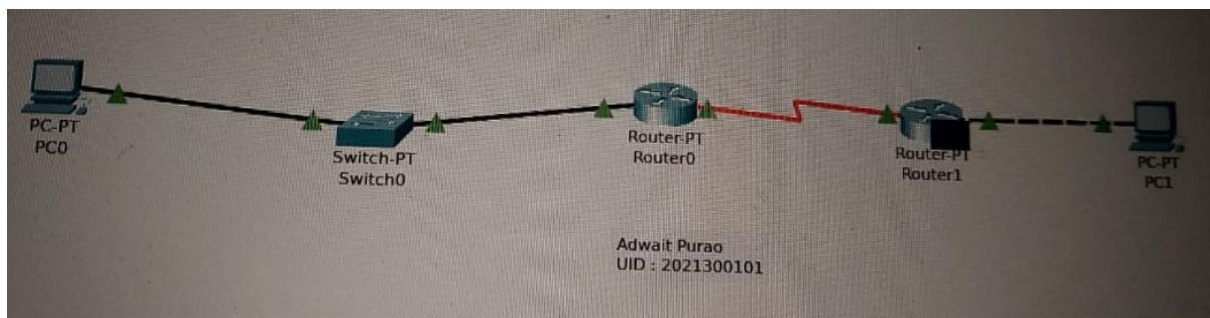 PC-PT
PC0
Switch-PT
Switch0
Router-PT
Router0
Router-PT
Router1
PC-PT
PC1
Adwait Purao
UID : 2021300101